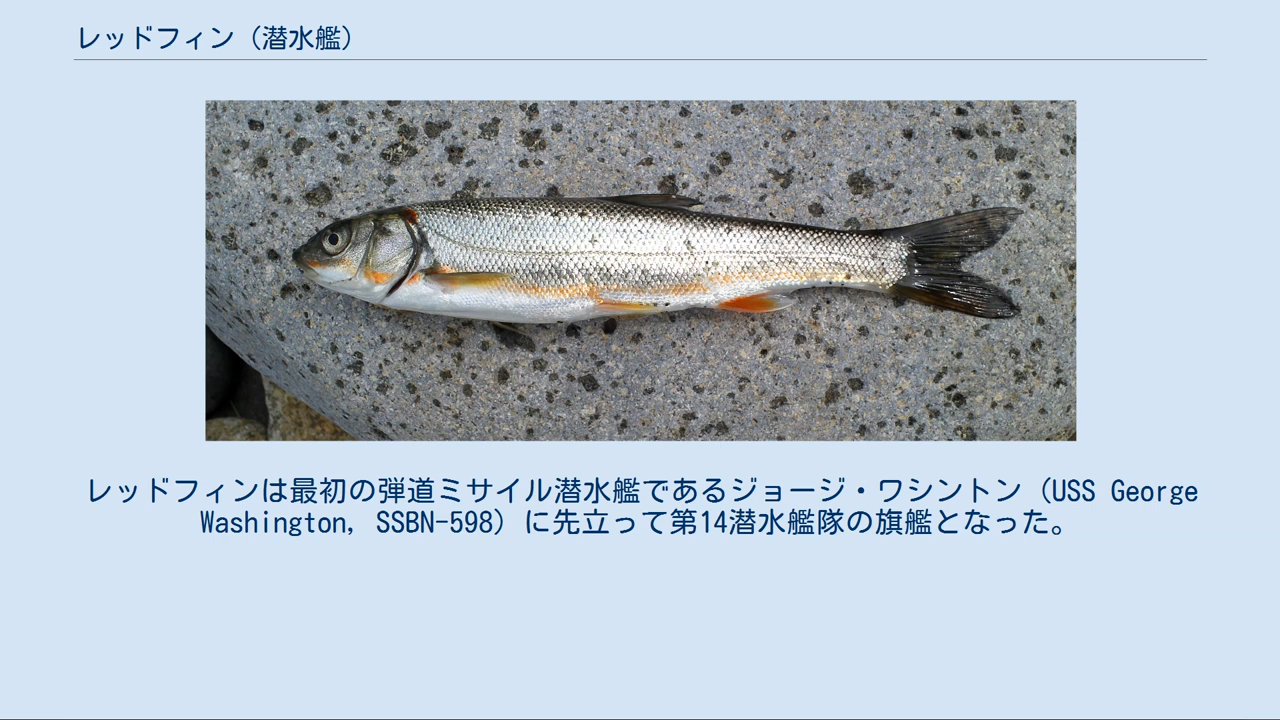 レッドフィン（潜水艦）
レッドフィンは最初の弾道ミサイル潜水艦であるジョージ・ワシントン（USS George
Washington, SSBN-598）に先立って第14潜水艦隊の旗艦となった。